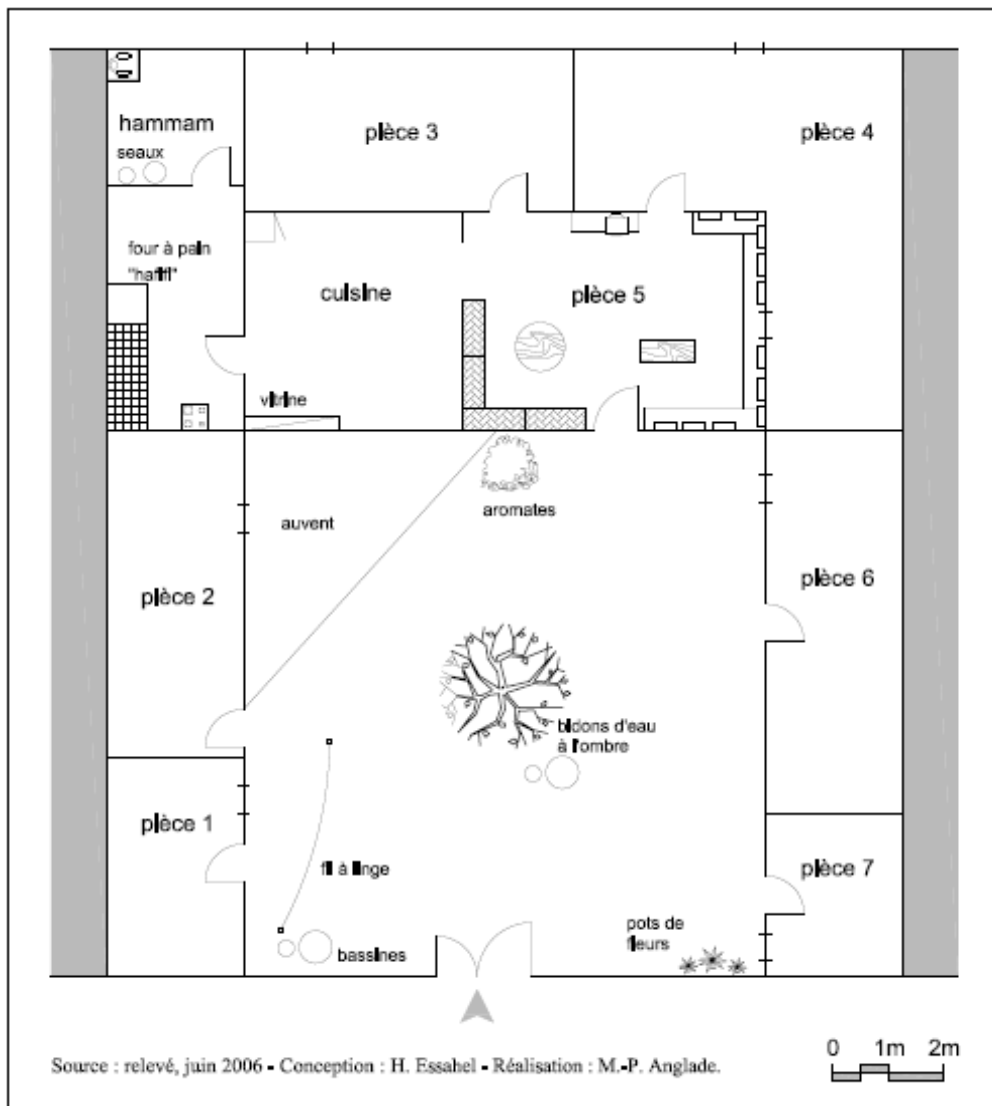 hammam
seaux
pièce 3
pièce 4
four à pain
"hafifi"
cuisine
pièce 5
vitrine
auvent
aromates
pièce 2
pièce 6
bidons d'eau
à l'ombre
pièce 1
fil à linge
pièce 7
bassines
pots de
fleurs
Source : relevé, juin 2006 - Conception : H. Essahel - Réalisation : M.-P. Anglade.
0 1m 2m